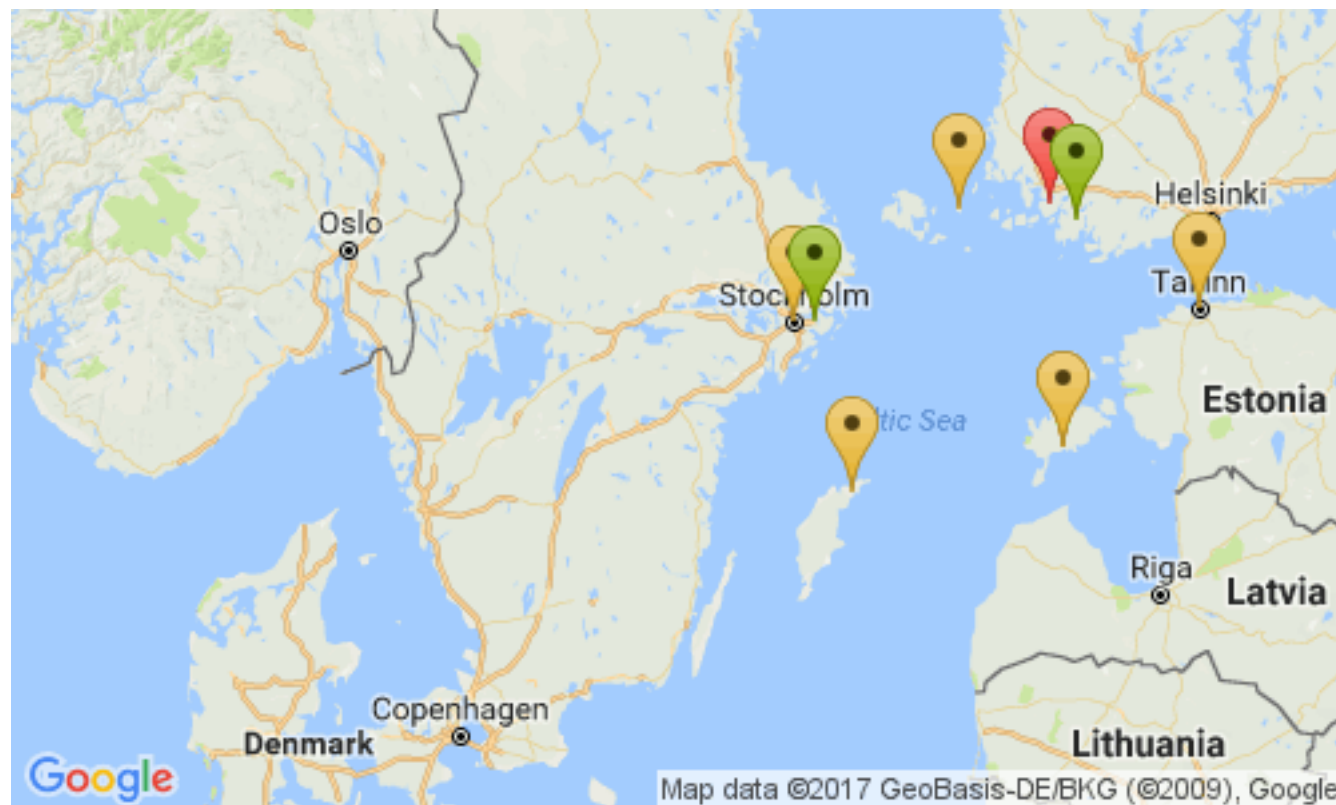 Oslo
Helsinki
Stockholm
Tallinn
Baltic Sea
Estonia
Riga
Latvia
Copenhagen
Denmark
Lithuania
Google
Map data ©2017 GeoBasis-DE/BKG (©2009), Google